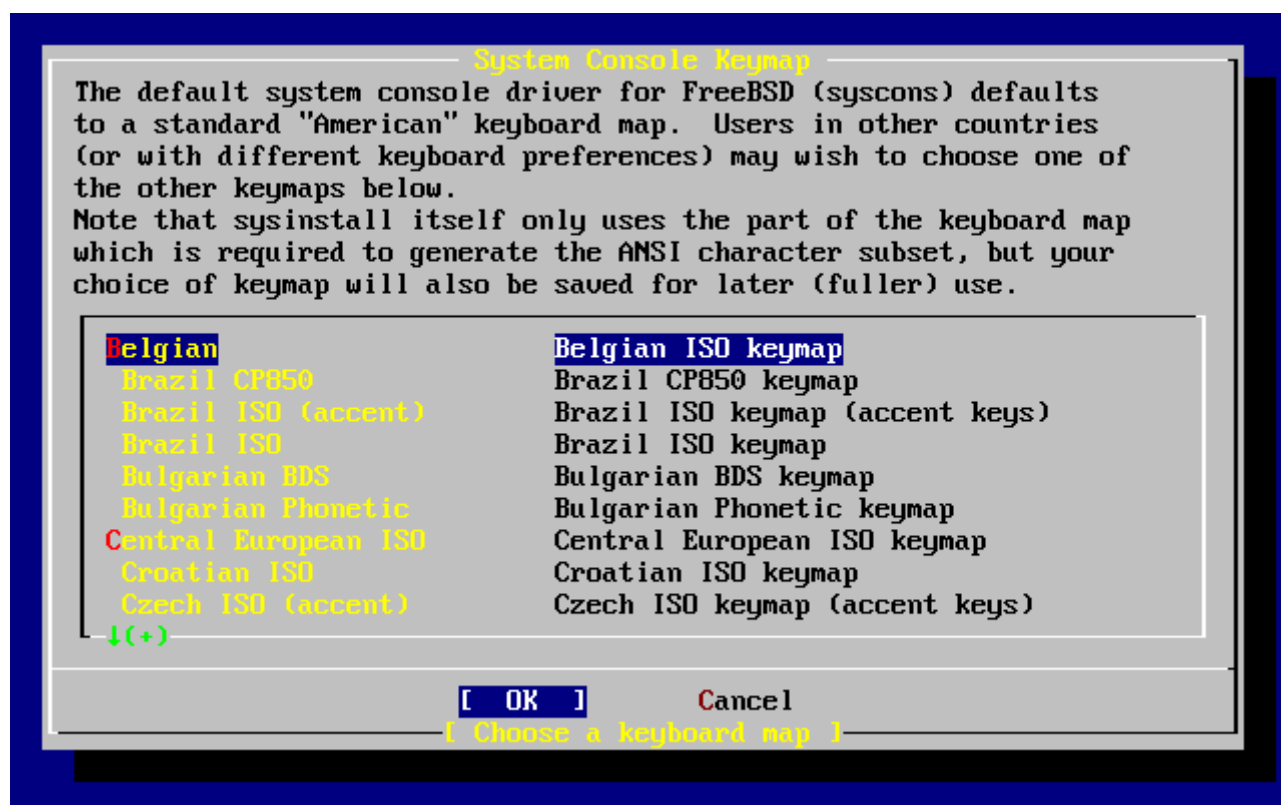 System Console Keymap
The default system console driver for FreeBSD (syscons) defaults
to a standard "American" keyboard map.  Users in other countries
(or with different keyboard preferences) may wish to choose one of
the other keymaps below.
Note that sysinstall itself only uses the part of the keyboard map
which is required to generate the ANSI character subset, but your
choice of keymap will also be saved for later (fuller) use.
Belgian Belgian ISO keymap
Brazil CP850 Brazil CP850 keymap
Brazil ISO (accent) Brazil ISO keymap (accent keys)
Brazil ISO Brazil ISO keymap
Bulgarian BDS Bulgarian BDS keymap
Bulgarian Phonetic Bulgarian Phonetic keymap
Central European ISO Central European ISO keymap
Croatian ISO Croatian ISO keymap
Czech ISO (accent) Czech ISO keymap (accent keys)
↓(+)
[ OK ] Cancel
[ Choose a keyboard map ]